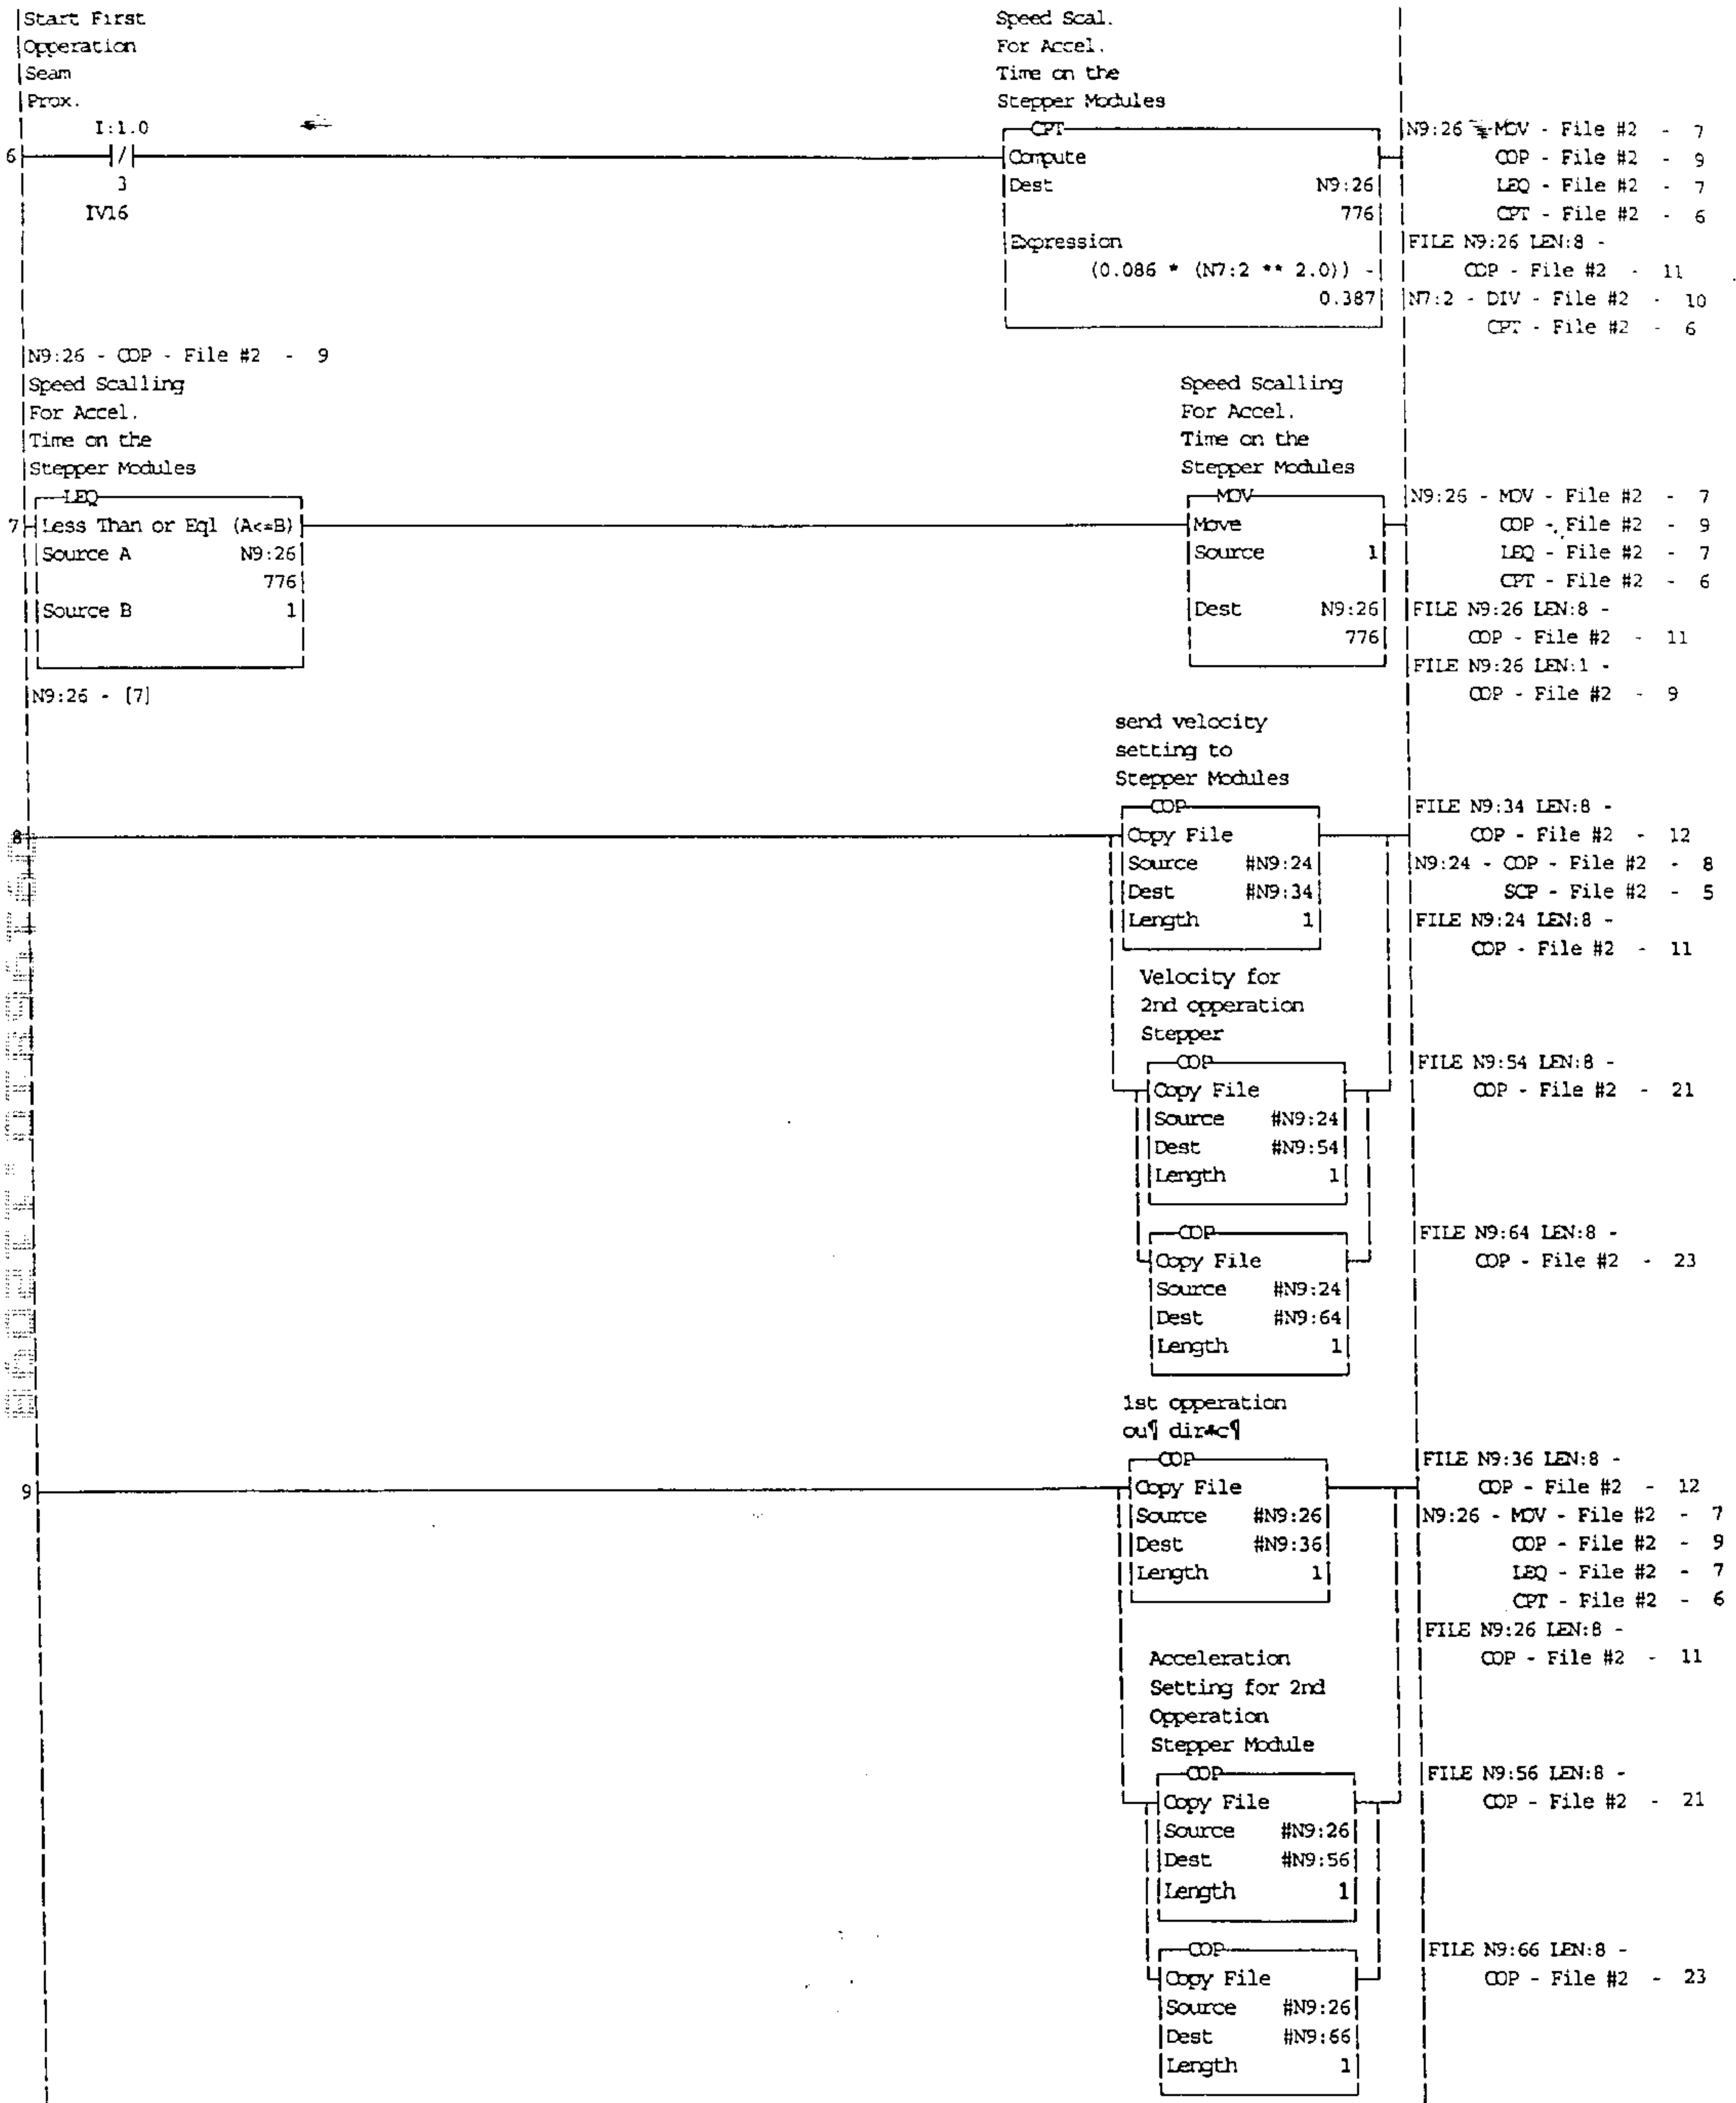 Start First
Opperation
Seam
Prox.
I:1.0
6
3
IV16
Speed Scal.
For Accel.
Time on the
Stepper Modules
CPT
Compute
Dest N9:26
776
Expression
(0.086 * (N7:2 ** 2.0)) -
0.387
N9:26 - MOV - File #2 - 7
COP - File #2 - 9
LEQ - File #2 - 7
CPT - File #2 - 6
FILE N9:26 LEN:8 -
COP - File #2 - 11
N7:2 - DIV - File #2 - 10
CPT - File #2 - 6
N9:26 - COP - File #2 - 9
Speed Scalling
For Accel.
Time on the
Stepper Modules
LEQ
7
Less Than or Eql (A<=B)
Source A N9:26
776
Source B 1
N9:26 - [7]
Speed Scalling
For Accel.
Time on the
Stepper Modules
MOV
Move
Source 1
Dest N9:26
776
N9:26 - MOV - File #2 - 7
COP - File #2 - 9
LEQ - File #2 - 7
CPT - File #2 - 6
FILE N9:26 LEN:8 -
COP - File #2 - 11
FILE N9:26 LEN:1 -
COP - File #2 - 9
send velocity
setting to
Stepper Modules
8
COP
Copy File
Source #N9:24
Dest #N9:34
Length 1
FILE N9:34 LEN:8 -
COP - File #2 - 12
N9:24 - COP - File #2 - 8
SCP - File #2 - 5
FILE N9:24 LEN:8 -
COP - File #2 - 11
Velocity for
2nd opperation
Stepper
COP
Copy File
Source #N9:24
Dest #N9:54
Length 1
FILE N9:54 LEN:8 -
COP - File #2 - 21
COP
Copy File
Source #N9:24
Dest #N9:64
Length 1
FILE N9:64 LEN:8 -
COP - File #2 - 23
1st opperation
9
COP
Copy File
Source #N9:26
Dest #N9:36
Length 1
FILE N9:36 LEN:8 -
COP - File #2 - 12
N9:26 - MOV - File #2 - 7
COP - File #2 - 9
LEQ - File #2 - 7
CPT - File #2 - 6
FILE N9:26 LEN:8 -
COP - File #2 - 11
Acceleration
Setting for 2nd
Opperation
Stepper Module
COP
Copy File
Source #N9:26
Dest #N9:56
Length 1
FILE N9:56 LEN:8 -
COP - File #2 - 21
COP
Copy File
Source #N9:26
Dest #N9:66
Length 1
FILE N9:66 LEN:8 -
COP - File #2 - 23